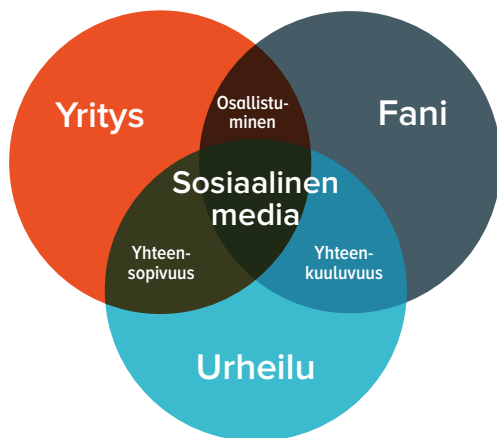 Yritys
Osallistu-
minen
Fani
Sosiaalinen
media
Yhteen-
sopivuus
Yhteen-
kuuluvuus
Urheilu